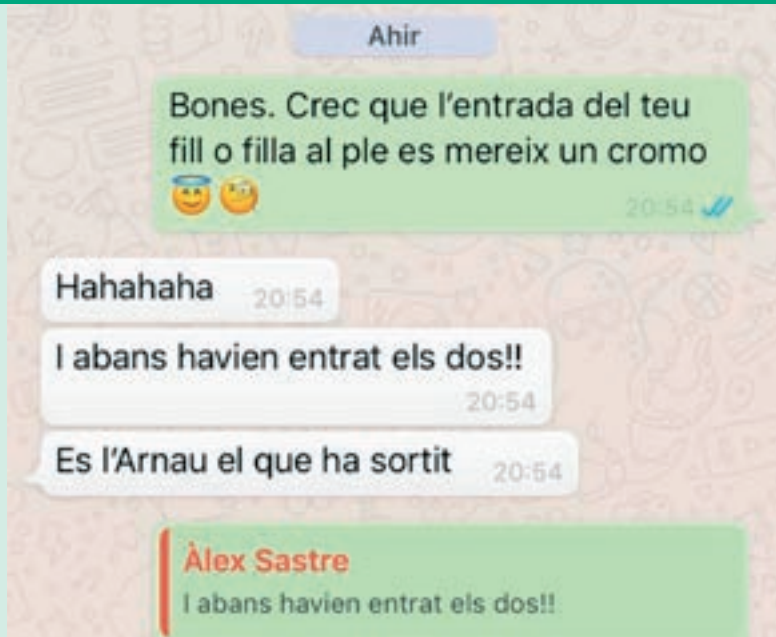 Ahir
Bones. Crec que l’entrada del teu
fill o filla al ple es mereix un cromo
😇🧐
20:54
Hahahaha 20:54
I abans havien entrat els dos!!
20:54
Es l’Arnau el que ha sortit 20:54
Àlex Sastre
I abans havien entrat els dos!!